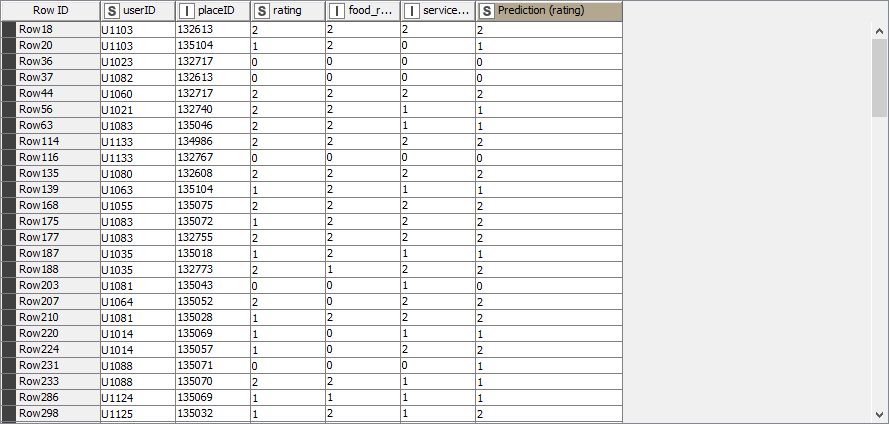 Row ID S userID I placeID S rating I food_r... I service... S Prediction (rating)
Row18 U1103 132613 2 2 2 2
Row20 U1103 135104 1 2 0 1
Row36 U1023 132717 0 0 0 0
Row37 U1082 132613 0 0 0 0
Row44 U1060 132717 2 2 2 2
Row56 U1021 132740 2 2 1 1
Row63 U1083 135046 2 2 1 1
Row114 U1133 134986 2 2 2 2
Row116 U1133 132767 0 0 0 0
Row135 U1080 132608 2 2 2 2
Row139 U1063 135104 1 2 1 1
Row168 U1055 135075 2 2 2 2
Row175 U1083 135072 1 2 2 2
Row177 U1083 132755 2 2 2 2
Row187 U1035 135018 1 2 1 1
Row188 U1035 132773 2 1 2 2
Row203 U1081 135043 0 0 1 0
Row207 U1064 135052 2 0 2 2
Row210 U1081 135028 1 2 2 2
Row220 U1014 135069 1 0 1 1
Row224 U1014 135057 1 0 2 2
Row231 U1088 135071 0 0 0 1
Row233 U1088 135070 2 2 1 1
Row286 U1124 135069 1 1 1 1
Row298 U1125 135032 1 2 1 2